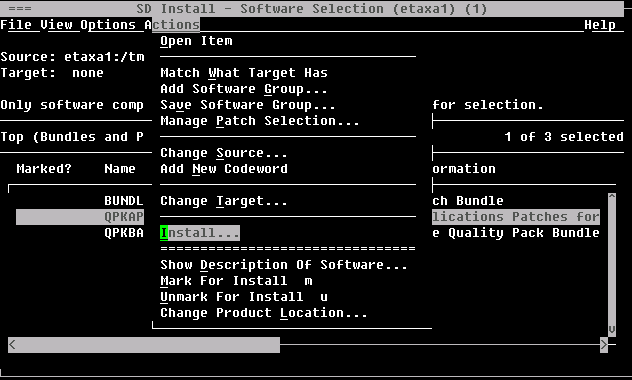 === SD Install - Software Selection (etaxa1) (1)
File View Options Actions Help
Open Item
Source: etaxa1:/tm
Target: none
Match What Target Has
Add Software Group...
Only software comp Save Software Group... for selection.
Manage Patch Selection...
Top (Bundles and P 1 of 3 selected
Change Source...
Marked? Name Add New Codeword ormation
BUNDL Change Target... ch Bundle
QPKAP lications Patches for
QPKBA Install... e Quality Pack Bundle
==================================
Show Description Of Software...
Mark For Install m
Unmark For Install u
Change Product Location...